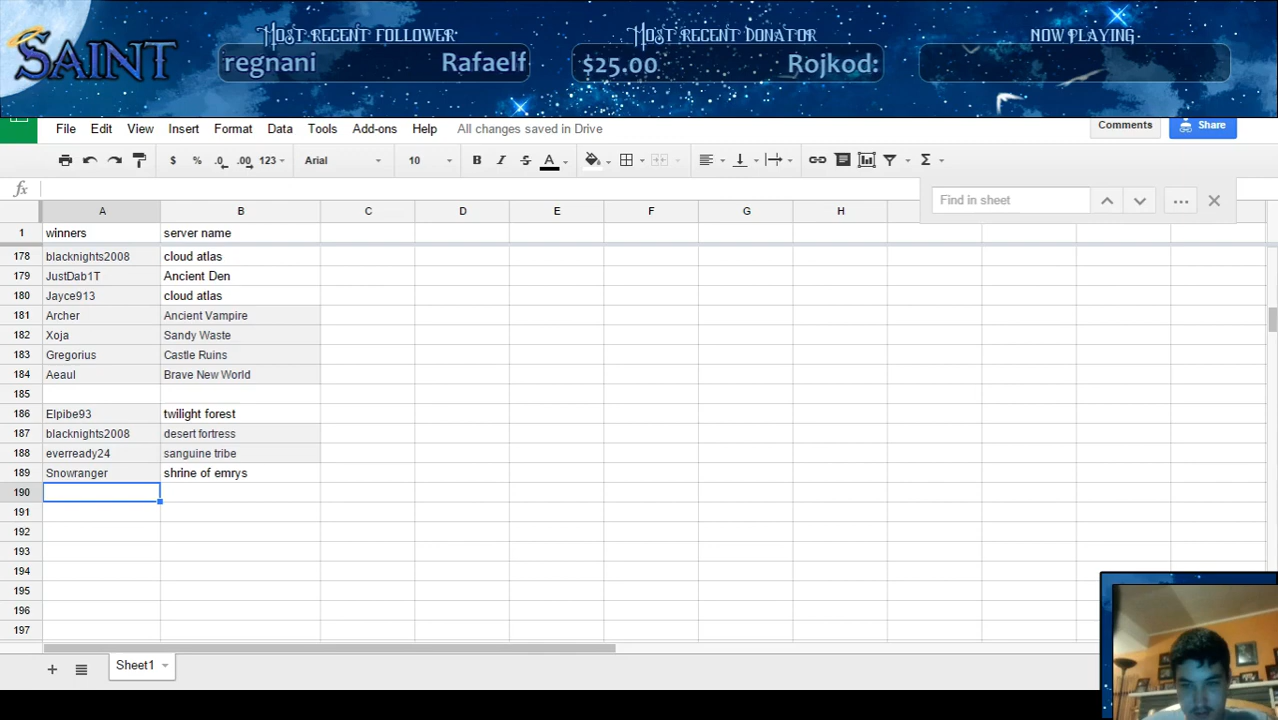 SAINT
MOST RECENT FOLLOWER
regnani Rafaelf
MOST RECENT DONATOR
$25.00 Rojkod:
NOW PLAYING
File Edit View Insert Format Data Tools Add-ons Help All changes saved in Drive
Comments Share
$ % .0 .00 123 Arial 10 B I S A Σ
fx
Find in sheet
A B C D E F G H
1 winners server name
178 blacknights2008 cloud atlas
179 JustDab1T Ancient Den
180 Jayce913 cloud atlas
181 Archer Ancient Vampire
182 Xoja Sandy Waste
183 Gregorius Castle Ruins
184 Aeaul Brave New World
185
186 Elpibe93 twilight forest
187 blacknights2008 desert fortress
188 everready24 sanguine tribe
189 Snowranger shrine of emrys
190
191
192
193
194
195
196
197
Sheet1